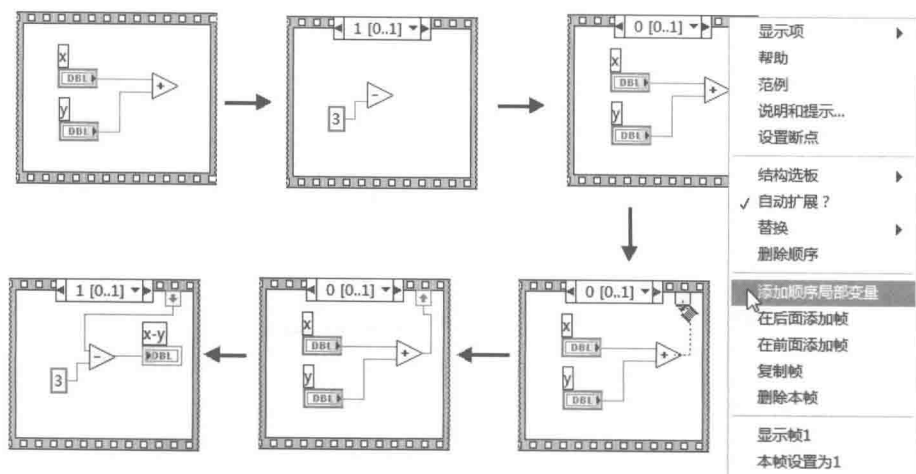 x
DBL
y
DBL
+
1 [0..1]
-
3
0 [0..1]
x
DBL
y
DBL
+
显示项
帮助
范例
说明和提示...
设置断点
结构选板
✓ 自动扩展?
替换
删除顺序
添加顺序局部变量
在后面添加帧
在前面添加帧
复制帧
删除本帧
显示帧1
本帧设置为1
1 [0..1]
x-y
-
DBL
3
0 [0..1]
x
DBL
y
DBL
+
0 [0..1]
x
DBL
y
DBL
+